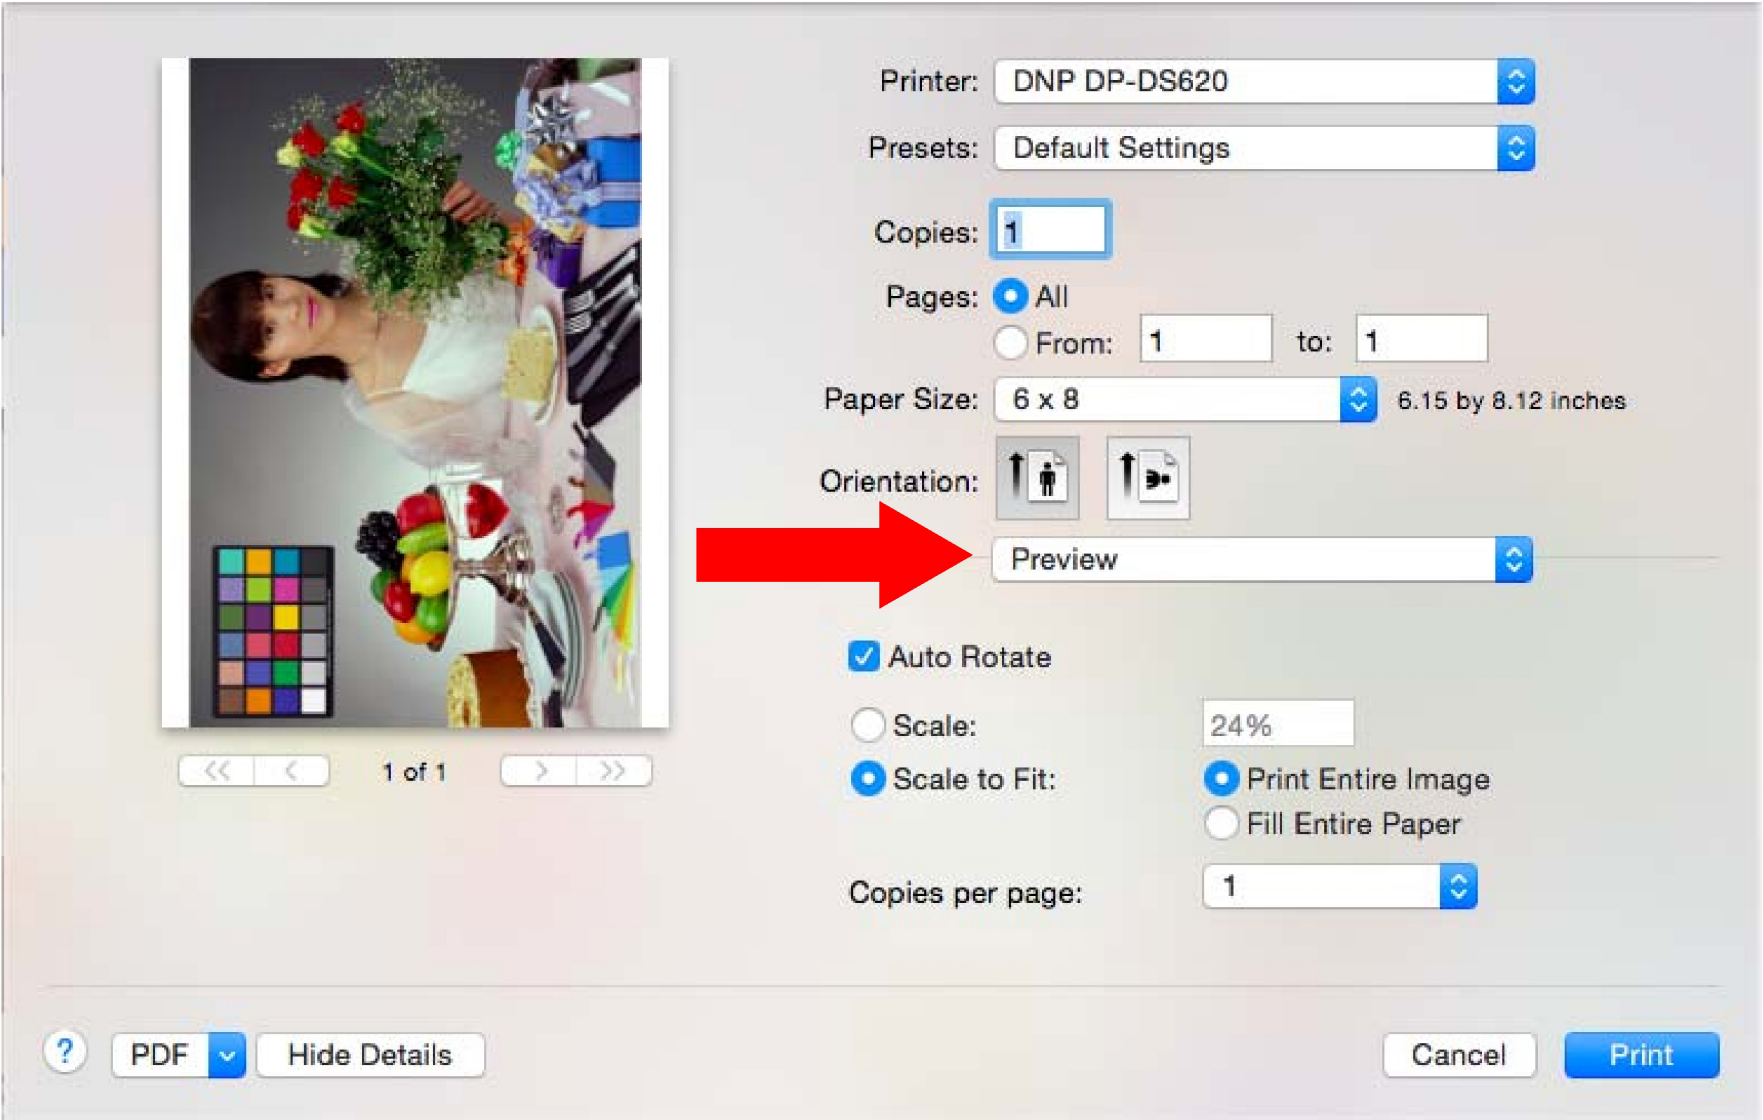 Printer: DNP DP-DS620
Presets: Default Settings
Copies: 1
Pages: All
From: 1 to: 1
Paper Size: 6 x 8 6.15 by 8.12 inches
Orientation:
Preview
Auto Rotate
Scale: 24%
Scale to Fit: Print Entire Image
Fill Entire Paper
Copies per page: 1
<< < 1 of 1 > >>
? PDF Hide Details Cancel Print